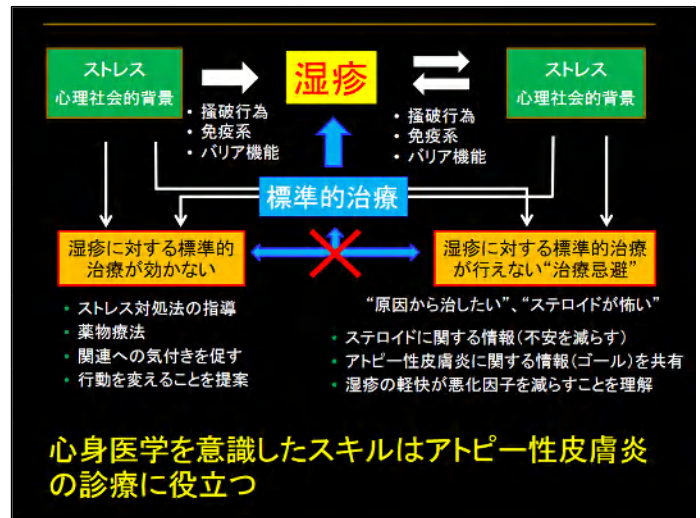 ストレス
心理社会的背景
湿疹
ストレス
心理社会的背景
• 掻破行為
• 免疫系
• バリア機能
• 掻破行為
• 免疫系
• バリア機能
標準的治療
湿疹に対する標準的
治療が効かない
湿疹に対する標準的治療
が行えない“治療忌避”
• ストレス対処法の指導
• 薬物療法
• 関連への気付きを促す
• 行動を変えることを提案
“原因から治したい”、“ステロイドが怖い”
• ステロイドに関する情報(不安を減らす)
• アトピー性皮膚炎に関する情報(ゴール)を共有
• 湿疹の軽快が悪化因子を減らすことを理解
心身医学を意識したスキルはアトピー性皮膚炎
の診療に役立つ